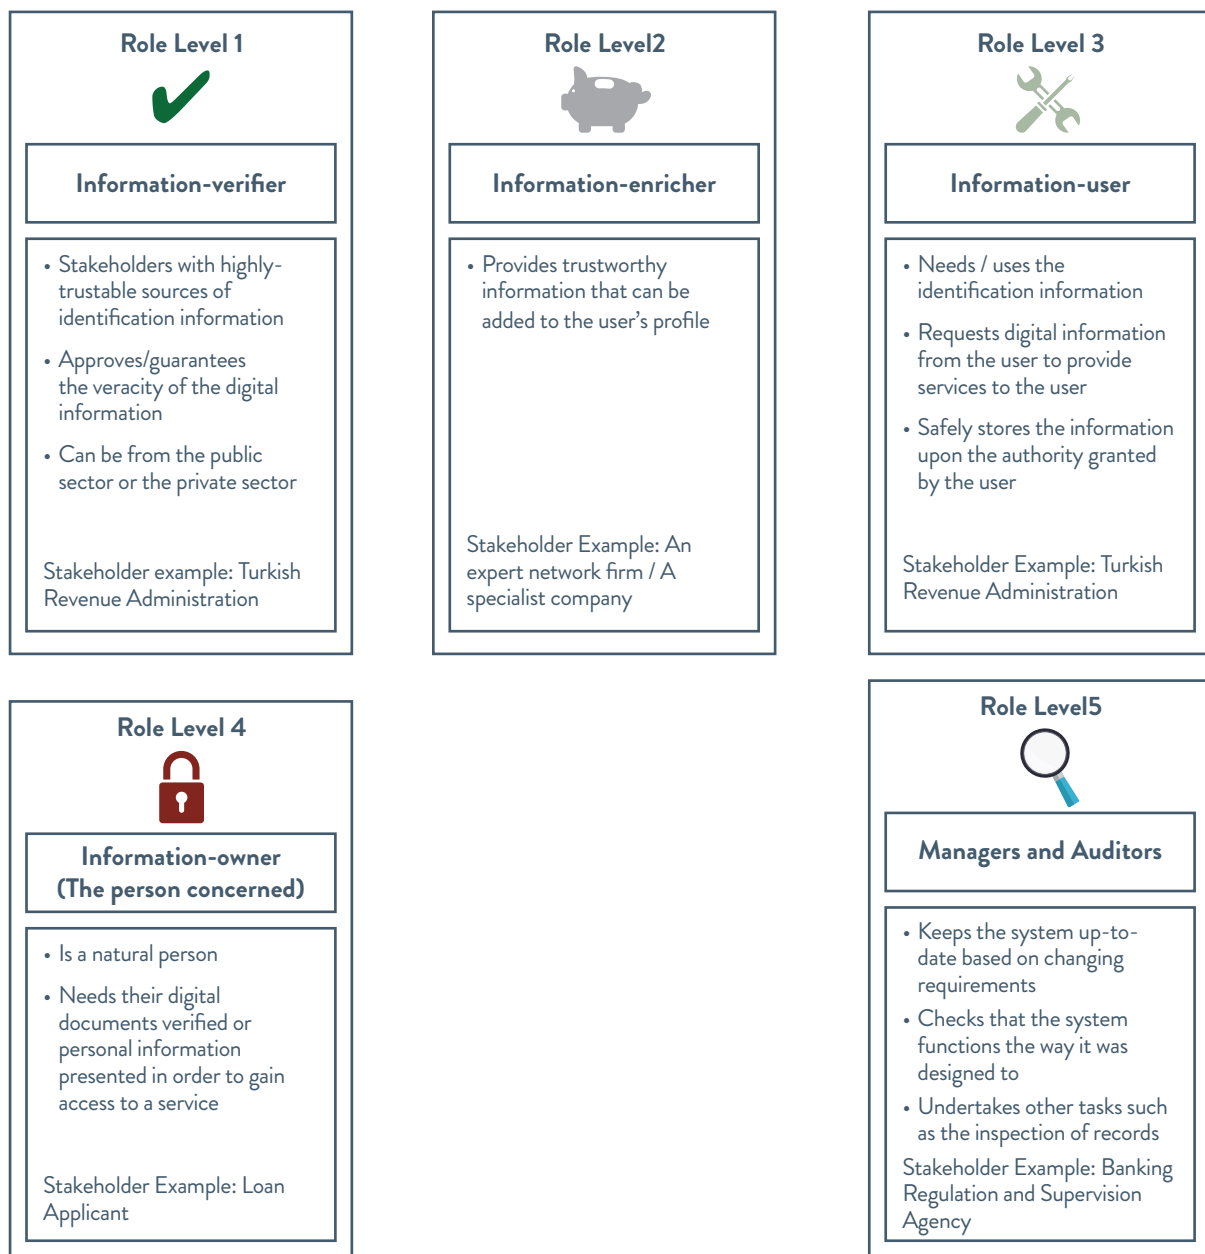 Role Level 1
Information-verifier
• Stakeholders with highly-
trustable sources of
identification information
• Approves/guarantees
the veracity of the digital
information
• Can be from the public
sector or the private sector
Stakeholder example: Turkish
Revenue Administration
Role Level2
Information-enricher
• Provides trustworthy
information that can be
added to the user's profile
Stakeholder Example: An
expert network firm / A
specialist company
Role Level 3
Information-user
• Needs / uses the
identification information
• Requests digital information
from the user to provide
services to the user
• Safely stores the information
upon the authority granted
by the user
Stakeholder Example: Turkish
Revenue Administration
Role Level 4
Information-owner
(The person concerned)
• Is a natural person
• Needs their digital
documents verified or
personal information
presented in order to gain
access to a service
Stakeholder Example: Loan
Applicant
Role Level5
Managers and Auditors
• Keeps the system up-to-
date based on changing
requirements
• Checks that the system
functions the way it was
designed to
• Undertakes other tasks such
as the inspection of records
Stakeholder Example: Banking
Regulation and Supervision
Agency